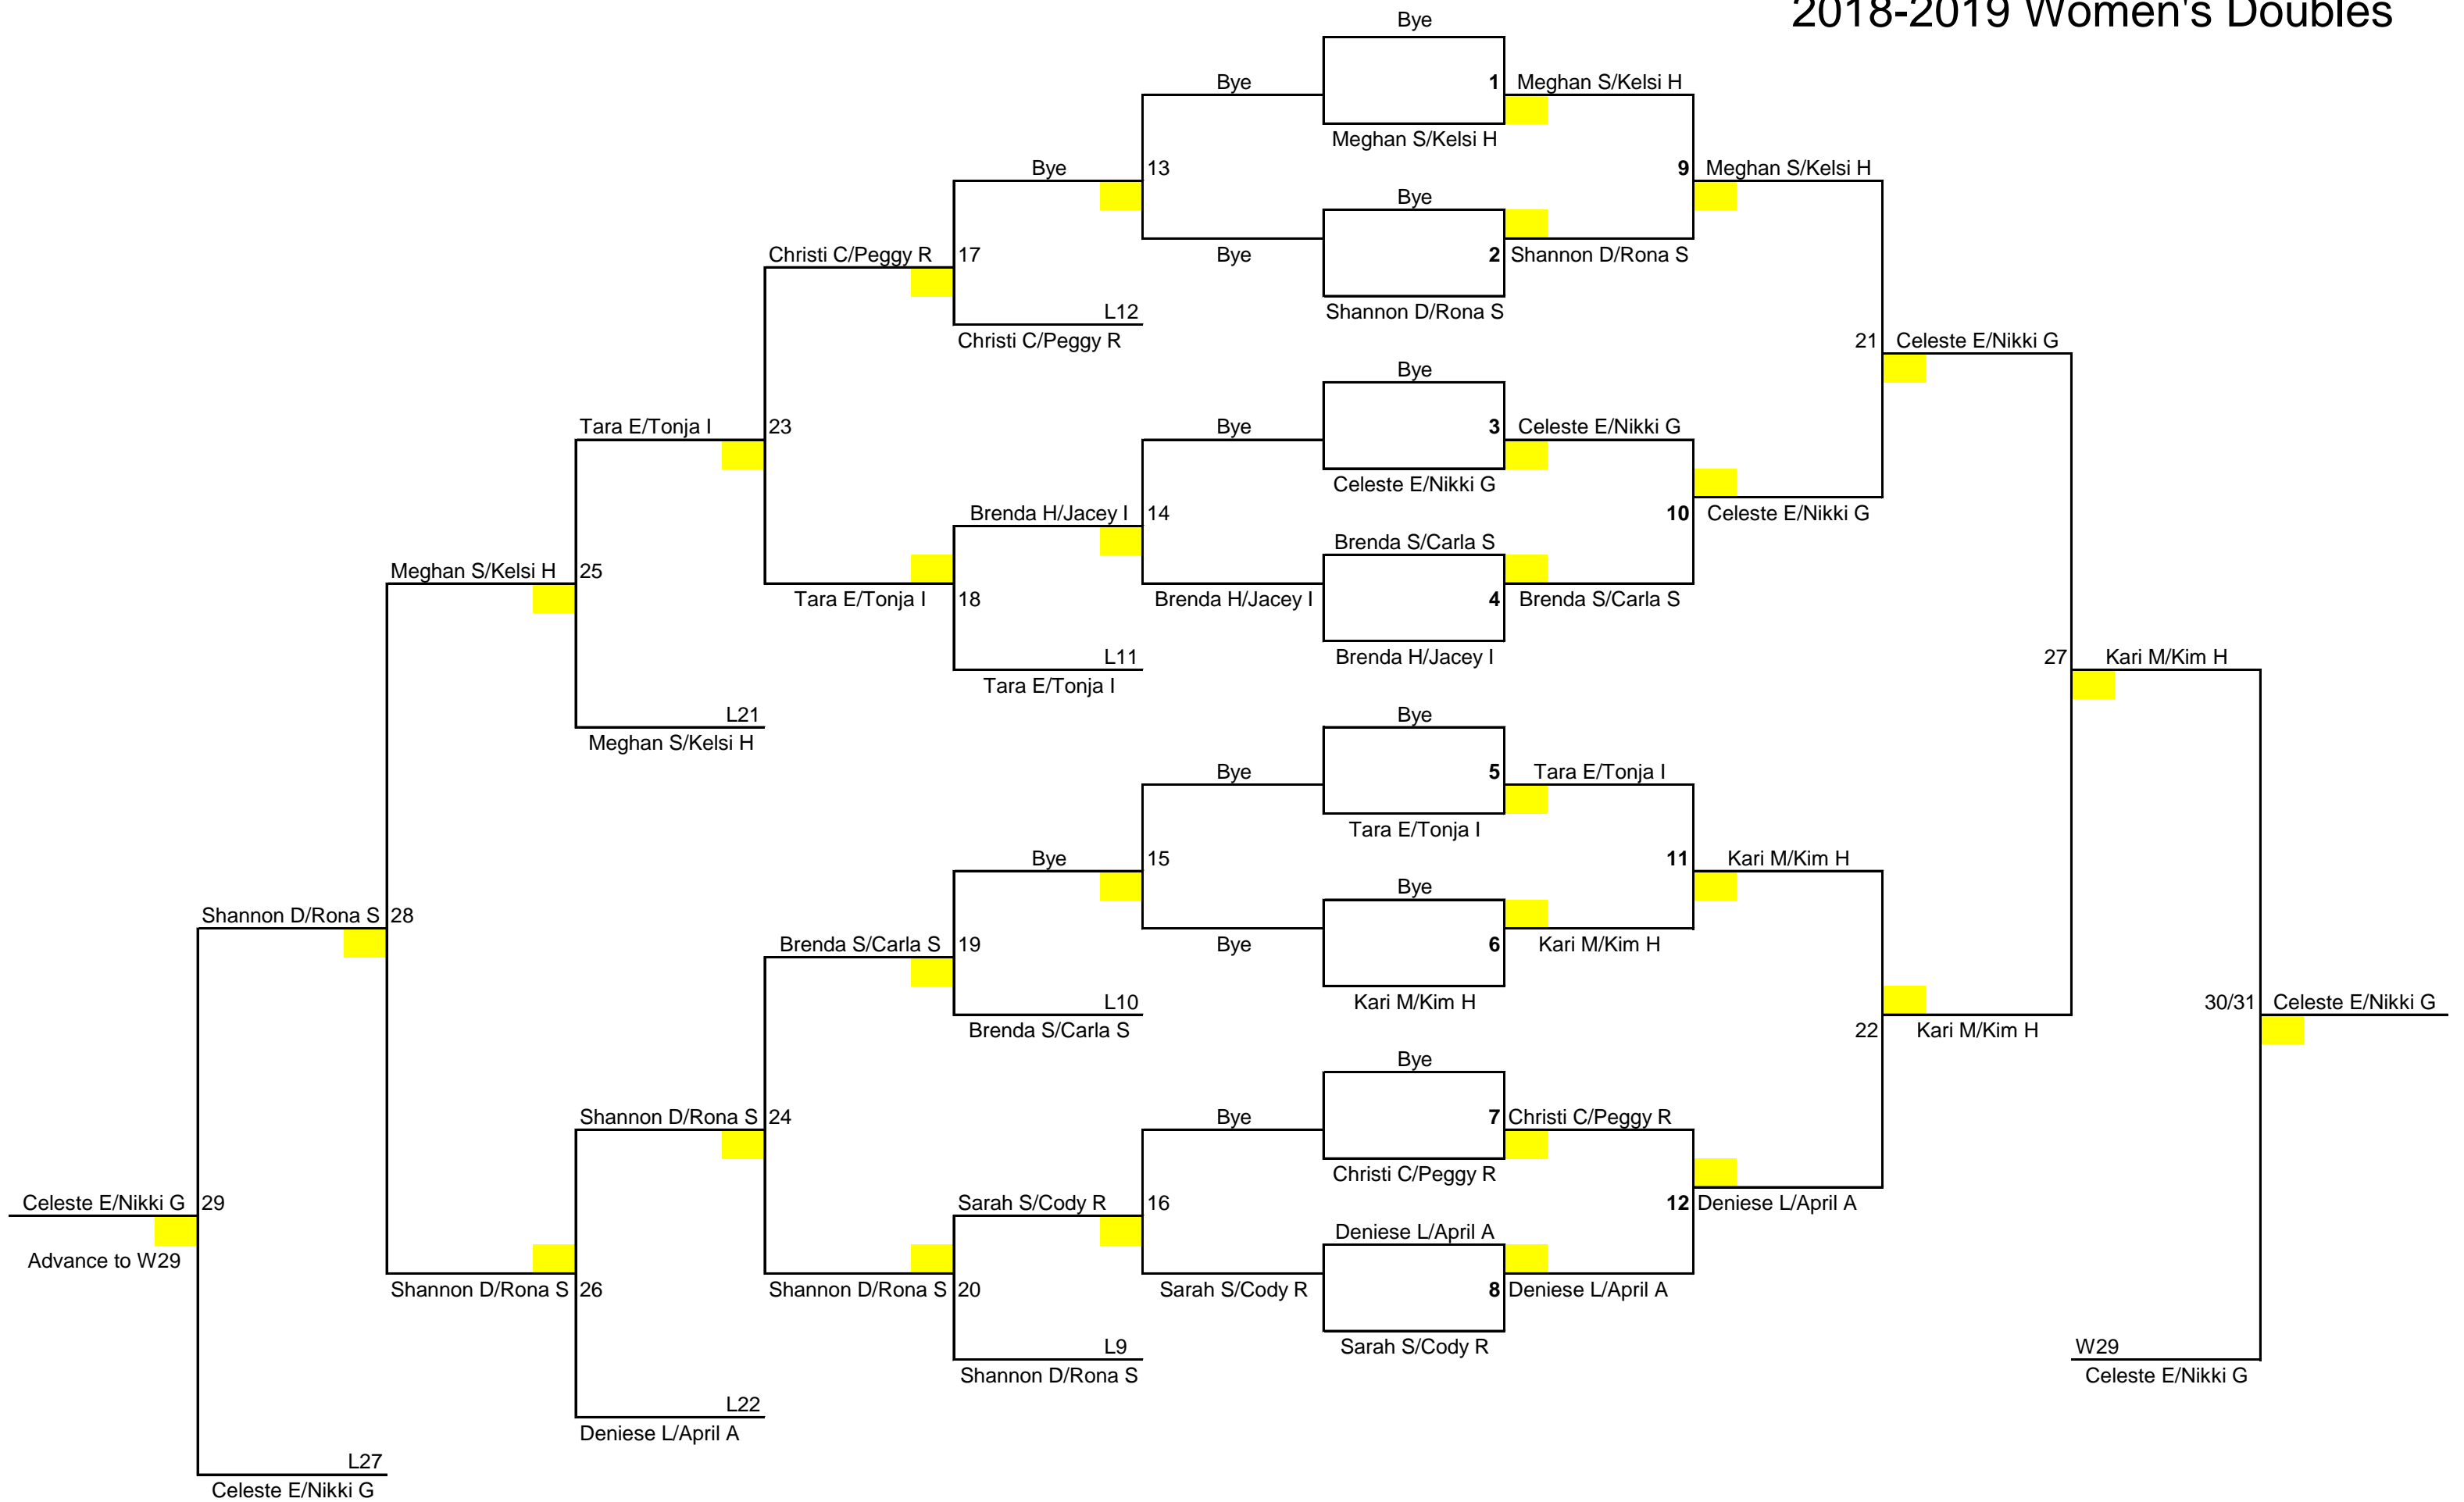 2018-2019 Women's Doubles
Bye
Bye
1 Meghan S/Kelsi H
Meghan S/Kelsi H
Bye
13
9 Meghan S/Kelsi H
Bye
Christi C/Peggy R
17
Bye
2 Shannon D/Rona S
L12
Shannon D/Rona S
Christi C/Peggy R
21 Celeste E/Nikki G
Bye
Tara E/Tonja I
23
Bye
3 Celeste E/Nikki G
Celeste E/Nikki G
Brenda H/Jacey I
14
10 Celeste E/Nikki G
Brenda S/Carla S
Meghan S/Kelsi H
25
Tara E/Tonja I
18
Brenda H/Jacey I
4 Brenda S/Carla S
L11
Brenda H/Jacey I
27 Kari M/Kim H
Tara E/Tonja I
L21
Bye
Meghan S/Kelsi H
Bye
5 Tara E/Tonja I
Tara E/Tonja I
Bye
15
11 Kari M/Kim H
Bye
Shannon D/Rona S
28
Brenda S/Carla S
19
Bye
6 Kari M/Kim H
L10
Kari M/Kim H
30/31 Celeste E/Nikki G
Brenda S/Carla S
22 Kari M/Kim H
Bye
Shannon D/Rona S
24
Bye
7 Christi C/Peggy R
Christi C/Peggy R
Celeste E/Nikki G
29
Sarah S/Cody R
16
12 Deniese L/April A
Deniese L/April A
Advance to W29
Shannon D/Rona S
26
Shannon D/Rona S
20
Sarah S/Cody R
8 Deniese L/April A
L9
Sarah S/Cody R
W29
Shannon D/Rona S
Celeste E/Nikki G
L22
Deniese L/April A
L27
Celeste E/Nikki G